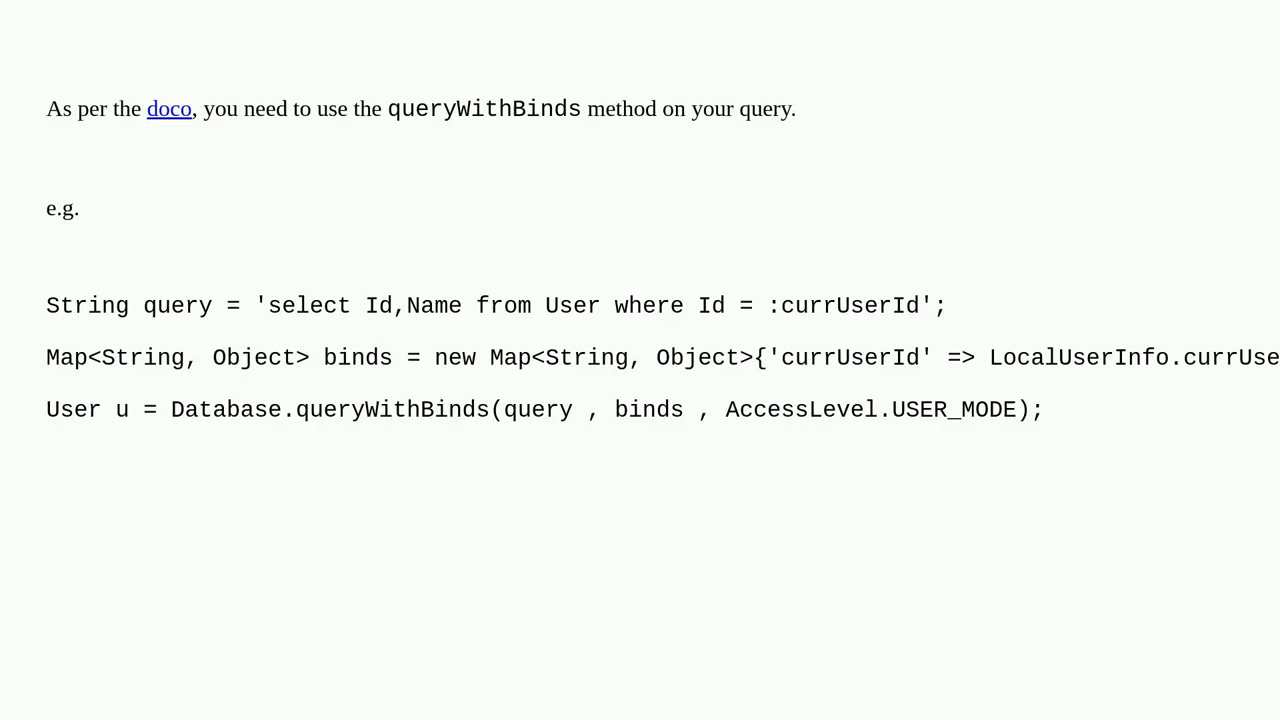 As per the doco, you need to use the queryWithBinds method on your query.
e.g.
String query = 'select Id,Name from User where Id = :currUserId';
Map<String, Object> binds = new Map<String, Object>{'currUserId' => LocalUserInfo.currUse
User u = Database.queryWithBinds(query , binds , AccessLevel.USER_MODE);